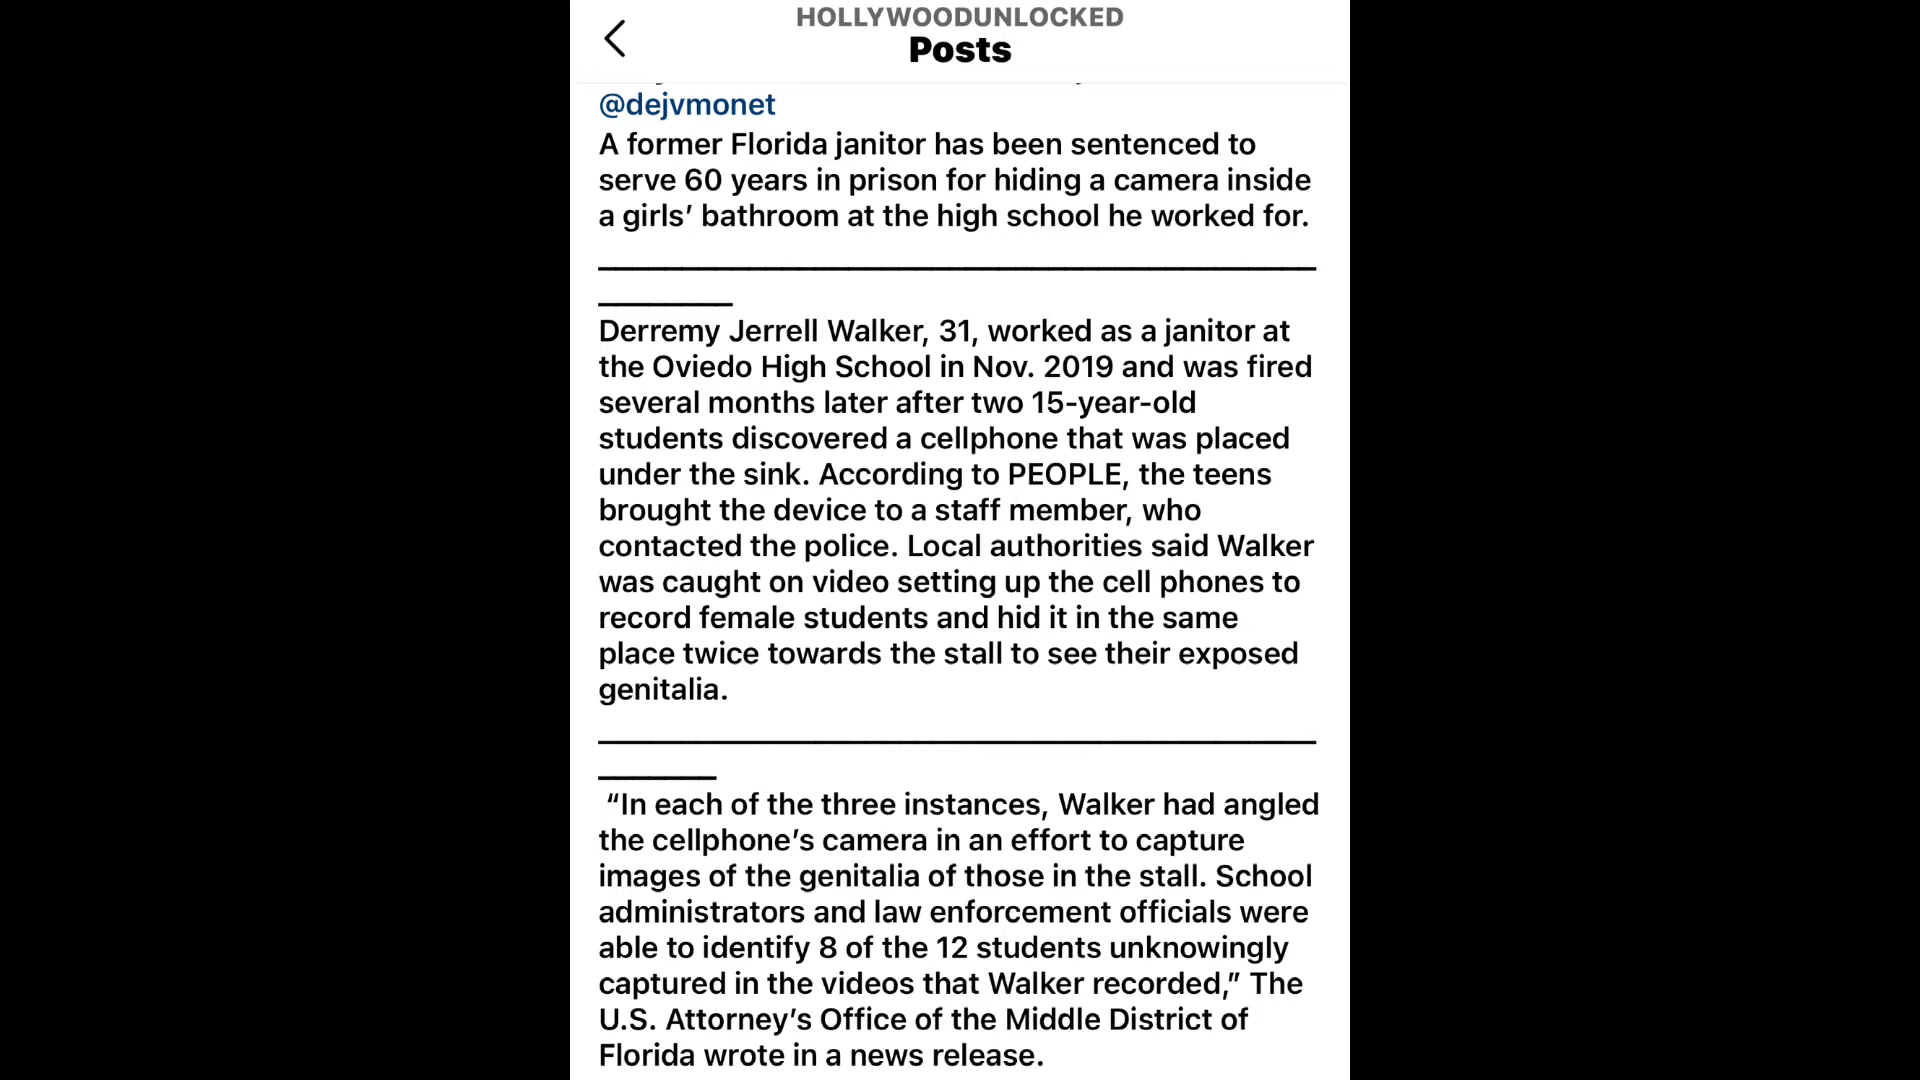 HOLLYWOODUNLOCKED
Posts
@dejvmonet
A former Florida janitor has been sentenced to
serve 60 years in prison for hiding a camera inside
a girls’ bathroom at the high school he worked for.
Derremy Jerrell Walker, 31, worked as a janitor at
the Oviedo High School in Nov. 2019 and was fired
several months later after two 15-year-old
students discovered a cellphone that was placed
under the sink. According to PEOPLE, the teens
brought the device to a staff member, who
contacted the police. Local authorities said Walker
was caught on video setting up the cell phones to
record female students and hid it in the same
place twice towards the stall to see their exposed
genitalia.
“In each of the three instances, Walker had angled
the cellphone’s camera in an effort to capture
images of the genitalia of those in the stall. School
administrators and law enforcement officials were
able to identify 8 of the 12 students unknowingly
captured in the videos that Walker recorded,” The
U.S. Attorney’s Office of the Middle District of
Florida wrote in a news release.